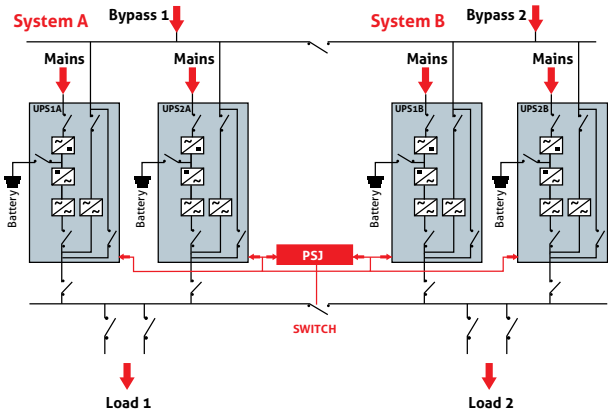 System A
Bypass 1
System B
Bypass 2
Mains
Mains
Mains
Mains
UPS1A
UPS2A
UPS1B
UPS2B
Battery
Battery
Battery
Battery
PSJ
SWITCH
Load 1
Load 2